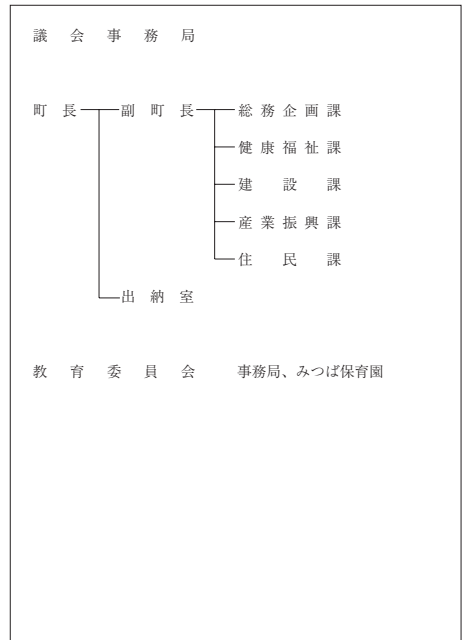 議会事務局
町長 副町長 総務企画課
健康福祉課
建設課
産業振興課
住民課
出納室
教育委員会 事務局、みつば保育園